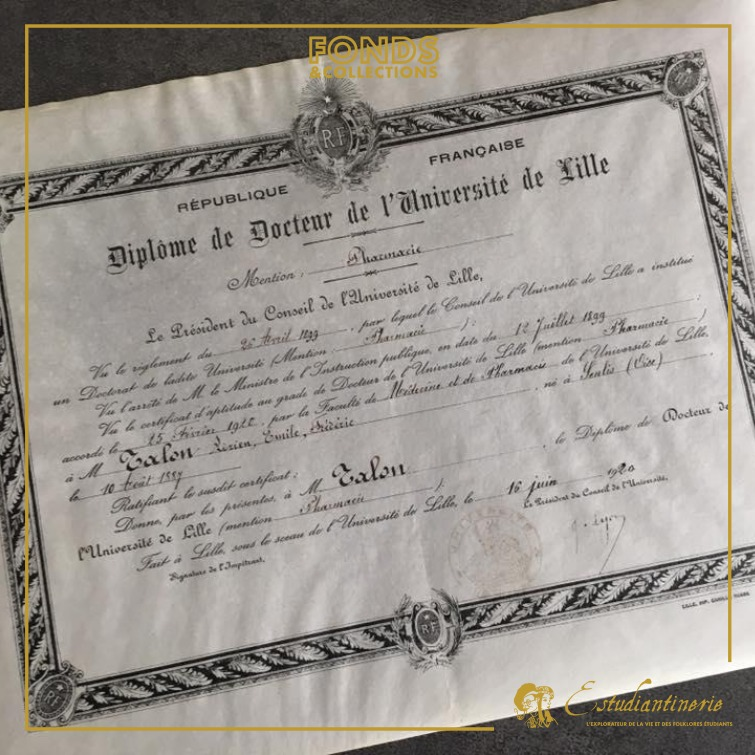 FONDS
& COLLECTIONS
RF
RÉPUBLIQUE FRANÇAISE
Diplôme de Docteur de l'Université de Lille
Mention : Pharmacie
Le Président du Conseil de l'Université de Lille,
Vu le règlement du 26 Avril 1899, par lequel le Conseil de l'Université de Lille a institué
un Doctorat de ladite Université (Mention Pharmacie) ;
Vu l'arrêté de M. le Ministre de l'Instruction publique, en date du 12 Juillet 1899 ;
Vu le certificat d'aptitude au grade de Docteur de l'Université de Lille (mention Pharmacie)
accordé le 25 Février 1920, par la Faculté de Médecine et de Pharmacie de l'Université de Lille,
à M Talon Emile, Frédéric, né à Senlis (Oise)
le 10 Août 1887
Ratifiant le susdit certificat :
Donne, par les présentes, à M Talon, le Diplôme de Docteur de
l'Université de Lille (mention Pharmacie) ;
Fait à Lille, sous le sceau de l'Université de Lille, le 16 juin 1920
Le Président du Conseil de l'Université,
Signature de l'Impétrant.
RF
Estudiantinerie
L'EXPLORATEUR DE LA VIE ET DES FOLKLORES ÉTUDIANTS